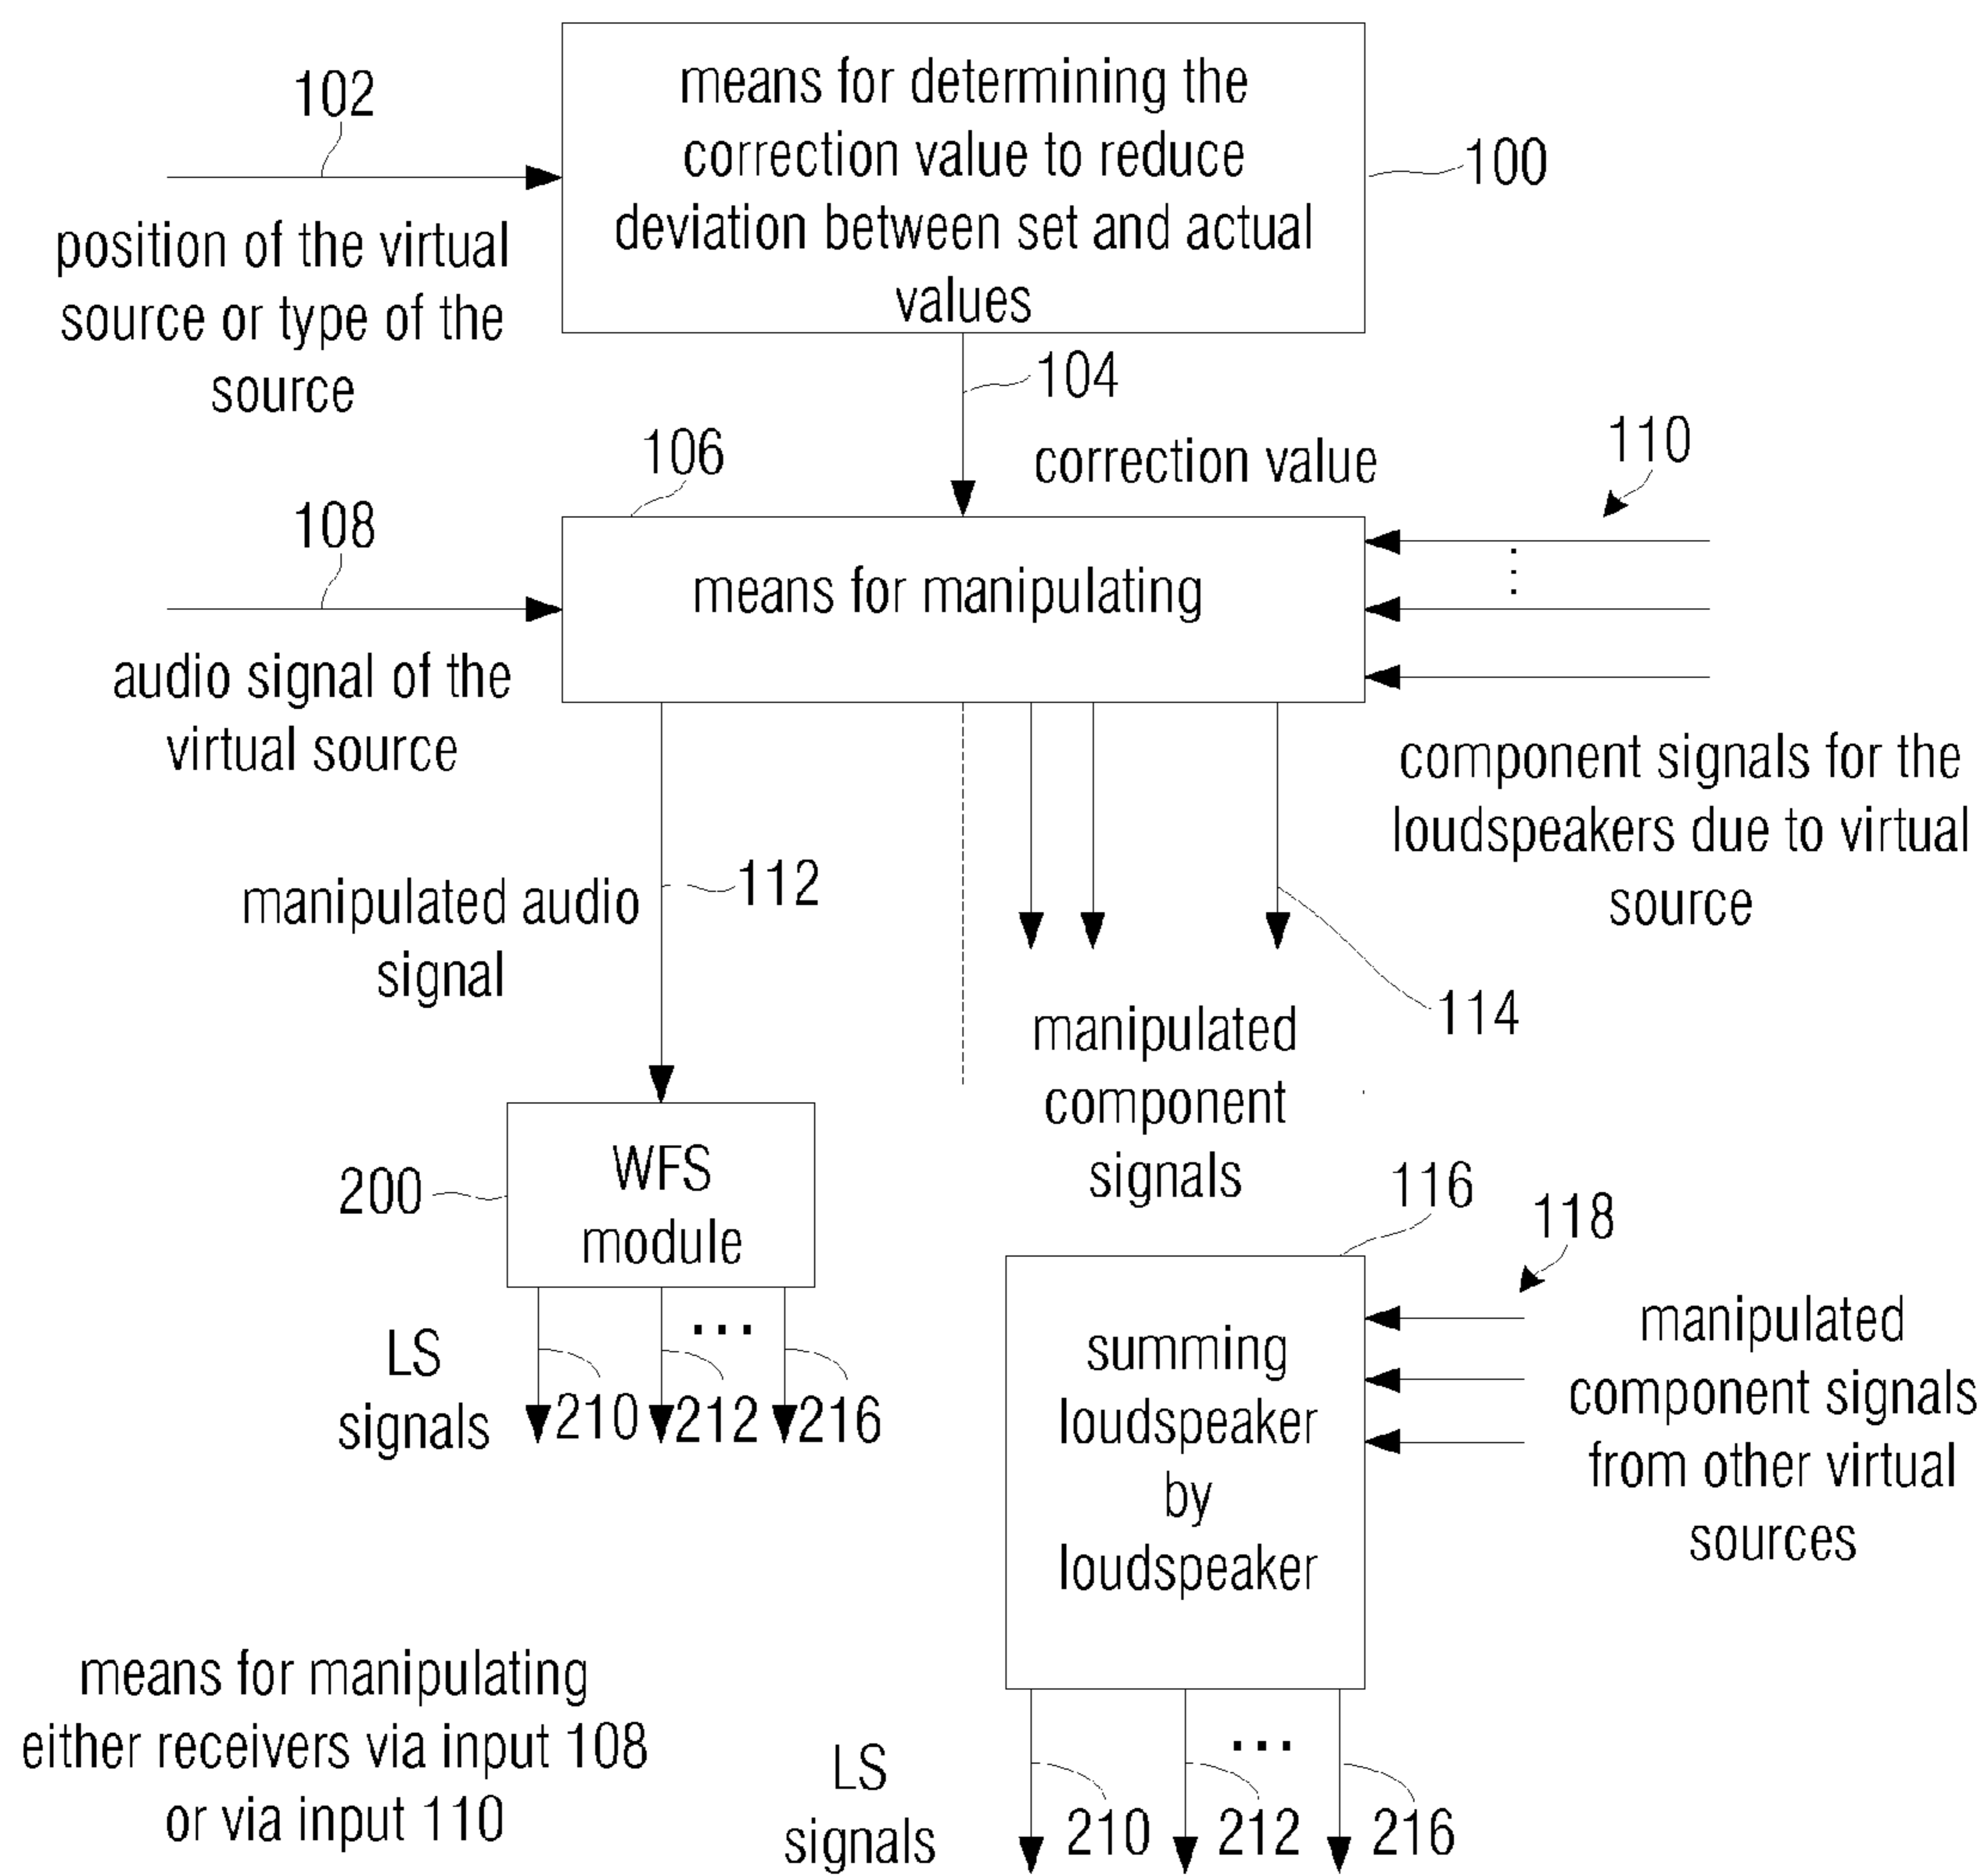 102
means for determining the
correction value to reduce
deviation between set and actual
values
100
position of the virtual
source or type of the
source
104
correction value
106
110
108
means for manipulating
audio signal of the
virtual source
component signals for the
loudspeakers due to virtual
source
112
manipulated audio
signal
114
manipulated
component
signals
200
WFS
module
116
118
LS
signals
210
212
216
...
summing
loudspeaker
by
loudspeaker
manipulated
component signals
from other virtual
sources
means for manipulating
either receivers via input 108
or via input 110
LS
signals
210
212
216
...